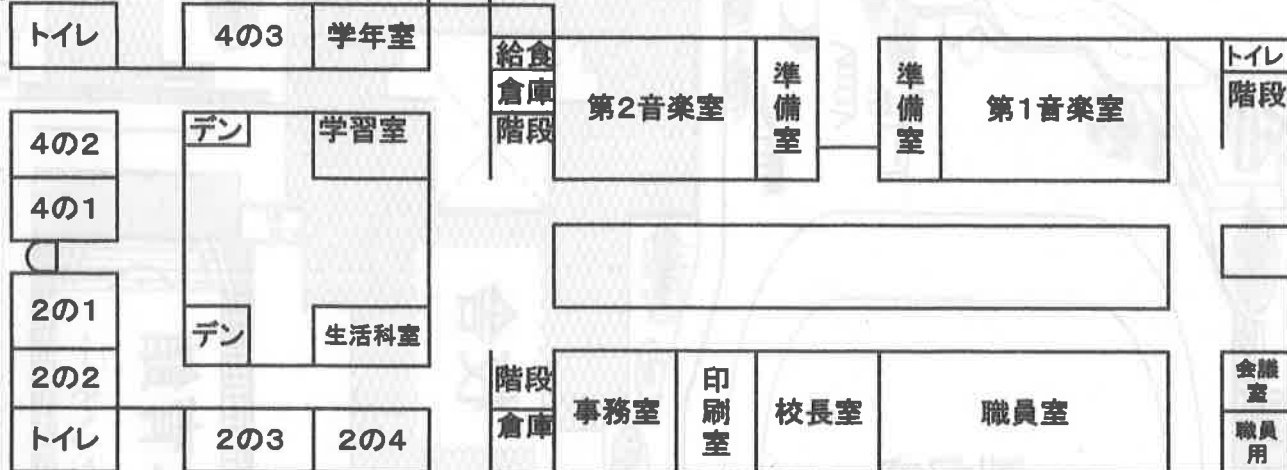 トイレ
4の3
学年室
給食
倉庫
階段
第2音楽室
準備室
準備室
第1音楽室
トイレ
階段
4の2
4の1
デン
学習室
2の1
2の2
トイレ
デン
生活科室
2の3
2の4
階段
倉庫
事務室
印刷室
校長室
職員室
会議室
職員用